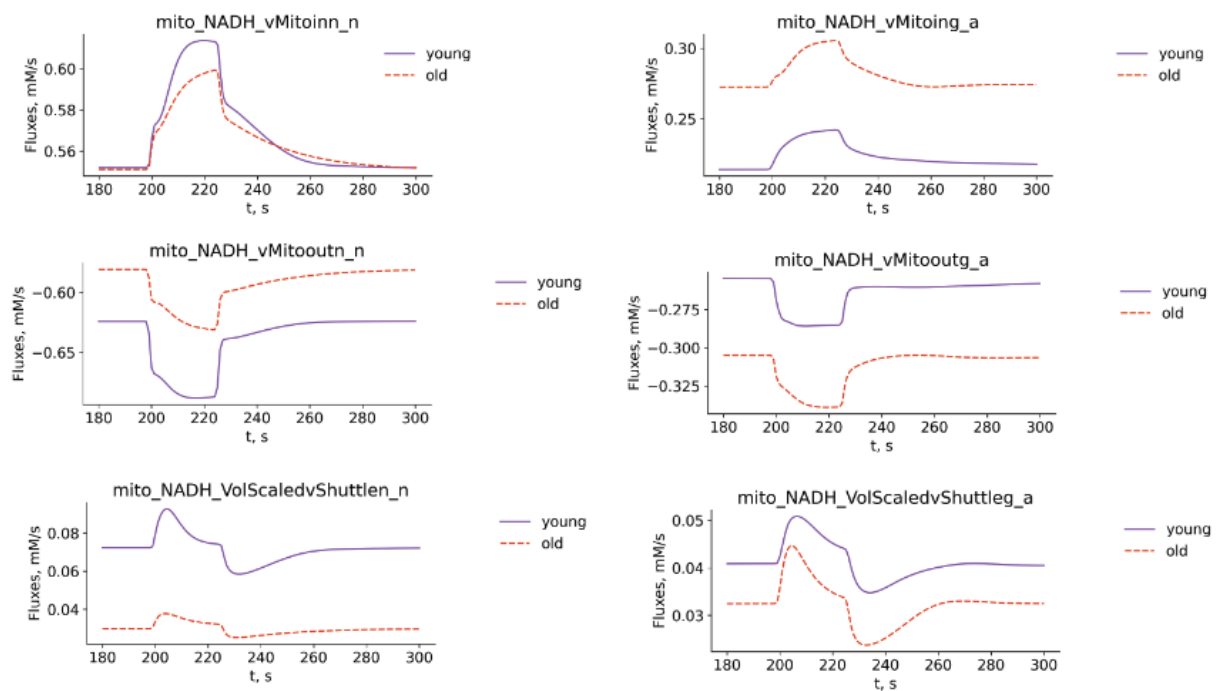 mito_NADH_vMitoinn_n
Fluxes, mM/s
0.60
0.58
0.56
180 200 220 240 260 280 300
t, s
young
old
mito_NADH_vMitoing_a
Fluxes, mM/s
0.30
0.25
180 200 220 240 260 280 300
t, s
young
old
mito_NADH_vMitooutn_n
Fluxes, mM/s
−0.60
−0.65
180 200 220 240 260 280 300
t, s
young
old
mito_NADH_vMitooutg_a
Fluxes, mM/s
−0.275
−0.300
−0.325
180 200 220 240 260 280 300
t, s
young
old
mito_NADH_VolScaledvShuttlen_n
Fluxes, mM/s
0.08
0.06
0.04
180 200 220 240 260 280 300
t, s
young
old
mito_NADH_VolScaledvShuttleg_a
Fluxes, mM/s
0.05
0.04
0.03
180 200 220 240 260 280 300
t, s
young
old